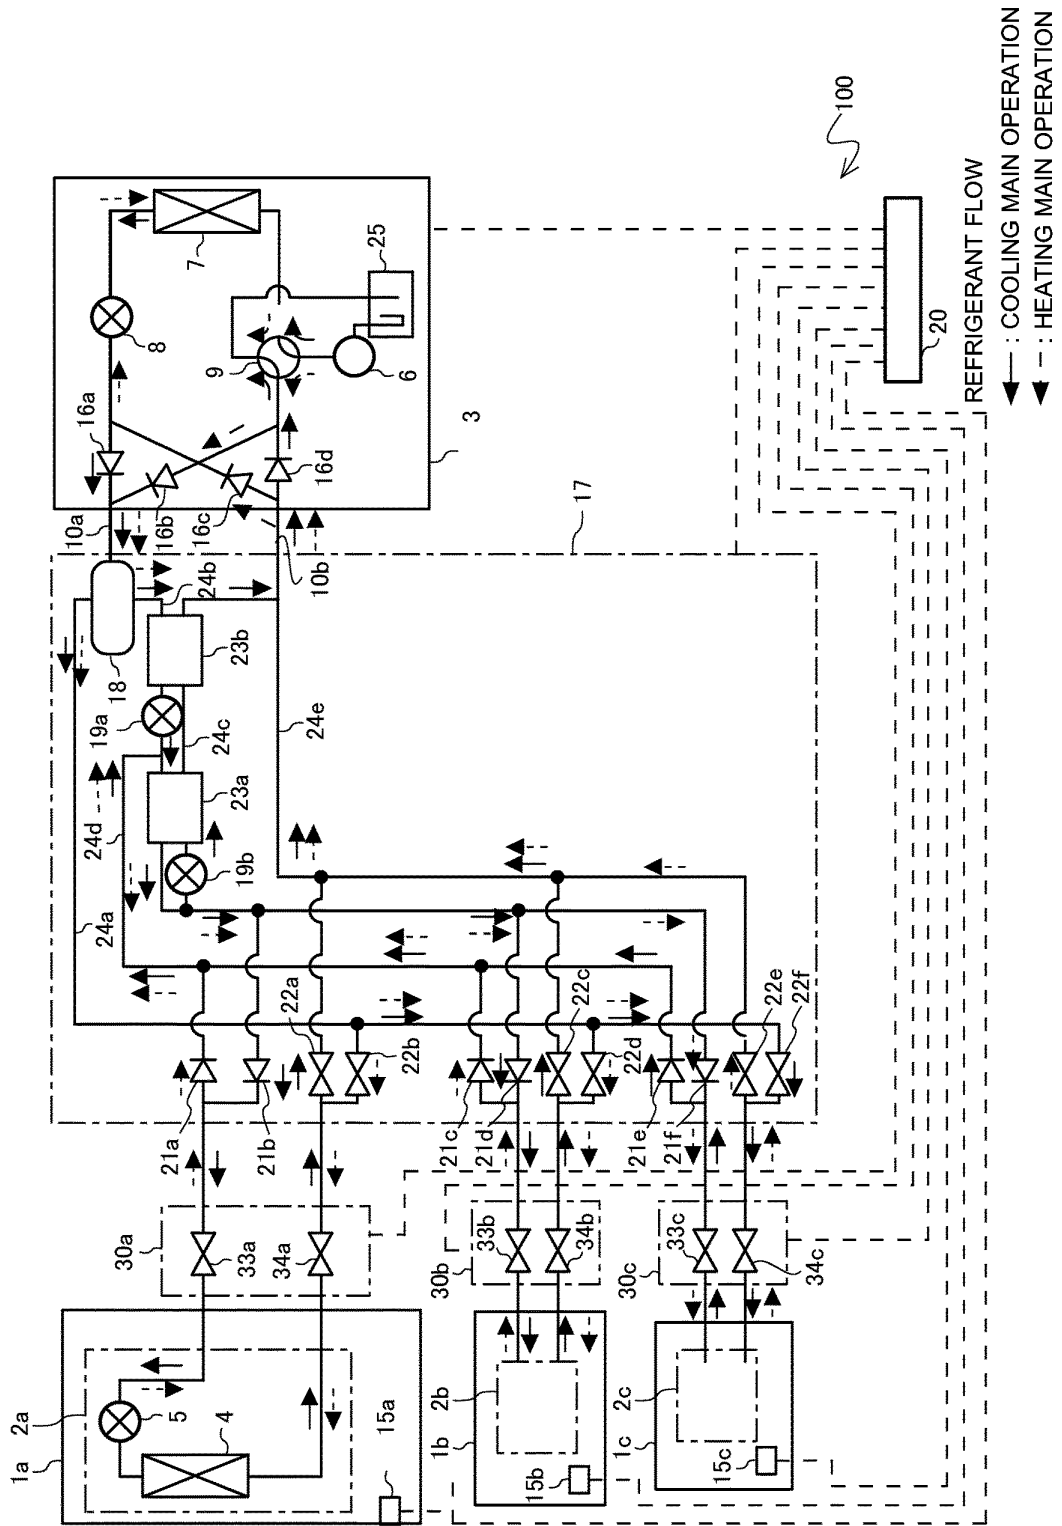 100
3
7
8
9
6
25
16a
16b
16c
16d
10a
10b
17
18
24b
23b
19a
24c
23a
19b
24d
24a
24e
22a
22b
22c
22d
22e
22f
21a
21b
21c
21d
21e
21f
30a
33a
34a
30b
33b
34b
30c
33c
34c
1a
2a
5
4
15a
1b
2b
15b
1c
2c
15c
20
REFRIGERANT FLOW
: COOLING MAIN OPERATION
: HEATING MAIN OPERATION